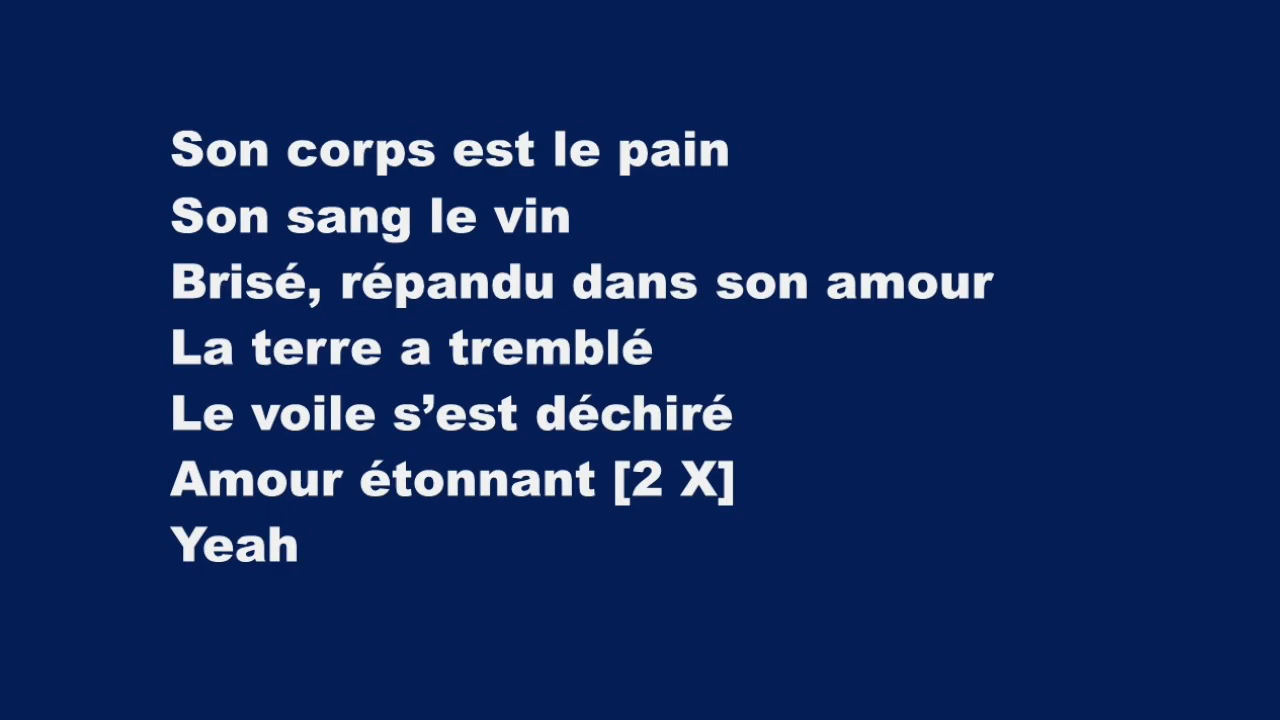 Son corps est le pain
Son sang le vin
Brisé, répandu dans son amour
La terre a tremblé
Le voile s’est déchiré
Amour étonnant [2 X]
Yeah